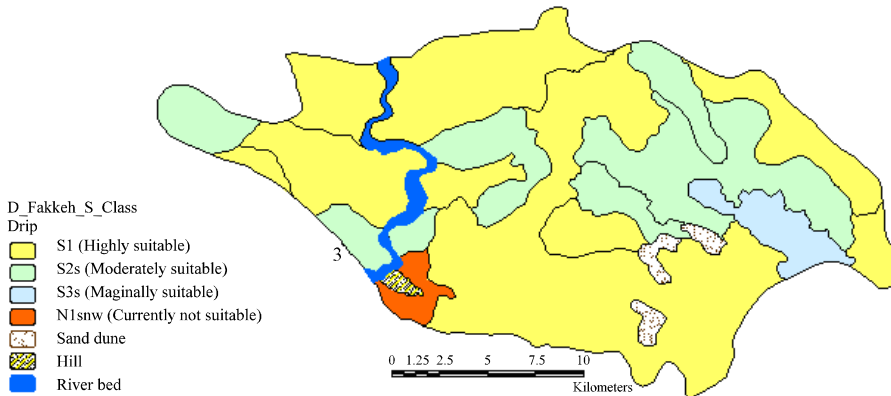 D_Fakkeh_S_Class
Drip
S1 (Highly suitable)
S2s (Moderately suitable)
S3s (Maginally suitable)
N1snw (Currently not suitable)
Sand dune
Hill
River bed
3
0 1.25 2.5 5 7.5 10
Kilometers